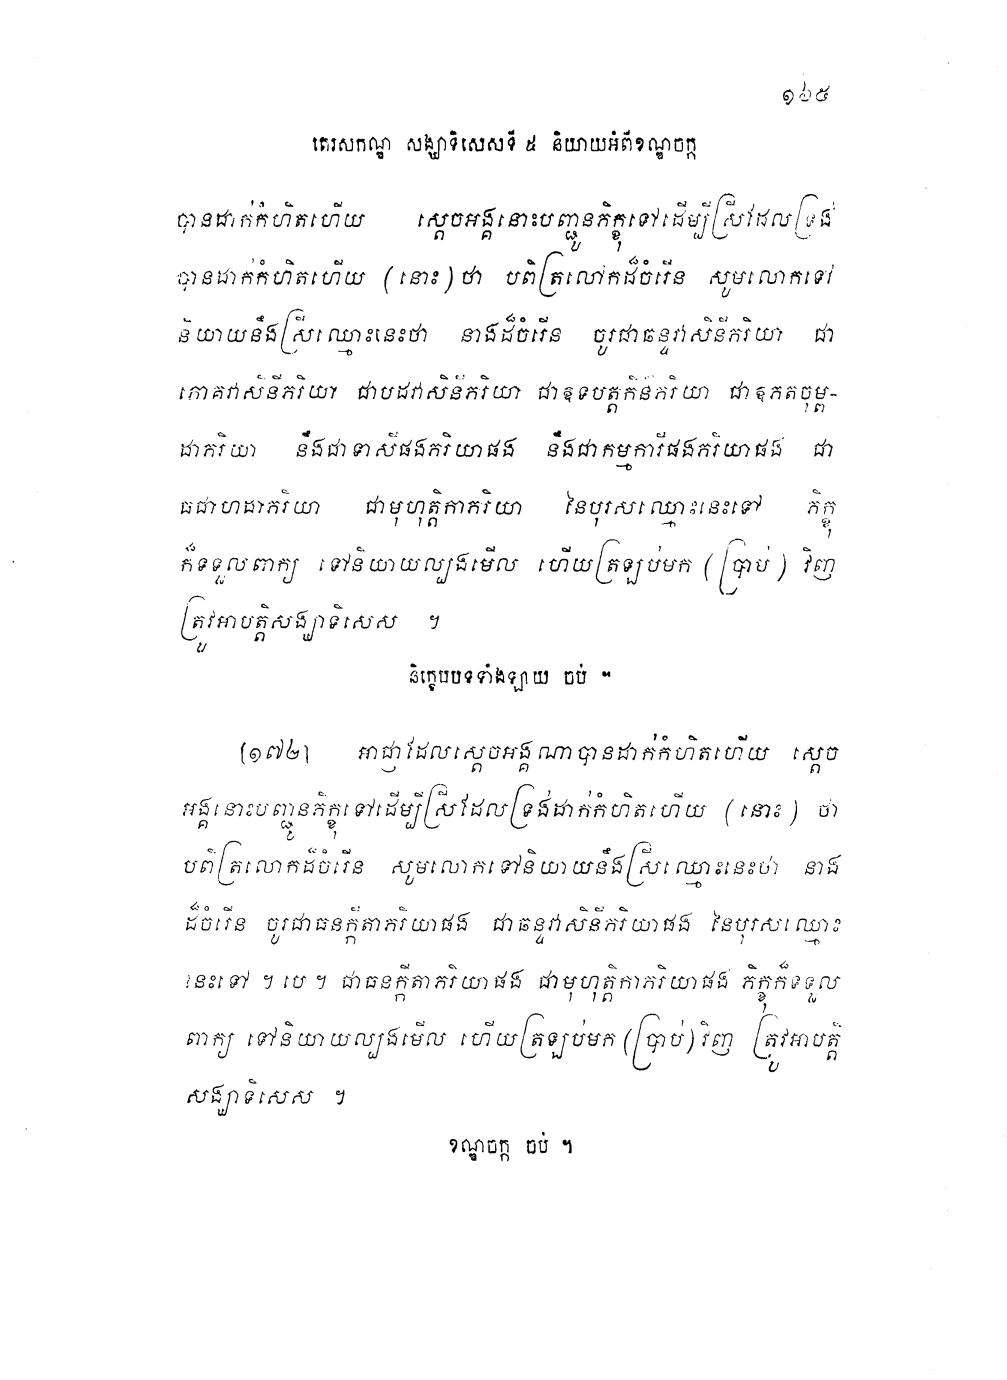 ១៦៥
តេរសកណ្ឌ សង្ឃាទិសេសទី ៥ និយាយអំពីខណ្ឌចក្ក
បានដាក់កំហិតហើយ ស្តេចអង្គនោះបញ្ជូនភិក្ខុទៅដើម្បីស្រីដែលទ្រង់
បានដាក់កំហិតហើយ (នោះ) ថា បពិត្រលោកដ៏ចំរើន សូមលោកទៅ
និយាយនឹងស្រីឈ្មោះនេះថា នាងដ៏ចំរើន ចូរជាឆន្ទវាសិនីភរិយា ជា
ភោគវាសិនីភរិយា ជាបដវាសិនីភរិយា ជាឧទបត្តកិនីភរិយា ជាឧភតចុម្ព-
ដាភរិយា នឹងជាទាសីផងភរិយាផង នឹងជាកម្មការីផងភរិយាផង ជា
ធជាហដាភរិយា ជាមុហុត្តិកាភរិយា នៃបុរសឈ្មោះនេះទៅ ភិក្ខុ
ក៏ទទួលពាក្យ ទៅនិយាយល្បងមើល ហើយត្រឡប់មក (ប្រាប់) វិញ
ត្រូវអាបត្តិសង្ឃាទិសេស ។
និក្ខេបបទទាំងឡាយ ចប់ ។
[១៧២] អាជ្ញាដែលស្តេចអង្គណាបានដាក់កំហិតហើយ ស្តេច
អង្គនោះបញ្ជូនភិក្ខុទៅដើម្បីស្រីដែលទ្រង់ដាក់កំហិតហើយ (នោះ) ថា
បពិត្រលោកដ៏ចំរើន សូមលោកទៅនិយាយនឹងស្រីឈ្មោះនេះថា នាង
ដ៏ចំរើន ចូរជាធនក្កីតាភរិយាផង ជាឆន្ទវាសិនីភរិយាផង នៃបុរសឈ្មោះ
នេះទៅ ។ បេ ។ ជាធនក្កីតាភរិយាផង ជាមុហុត្តិកាភរិយាផង ភិក្ខុក៏ទទួល
ពាក្យ ទៅនិយាយល្បងមើល ហើយត្រឡប់មក (ប្រាប់) វិញ ត្រូវអាបត្តិ
សង្ឃាទិសេស ។
ខណ្ឌចក្ក ចប់ ។